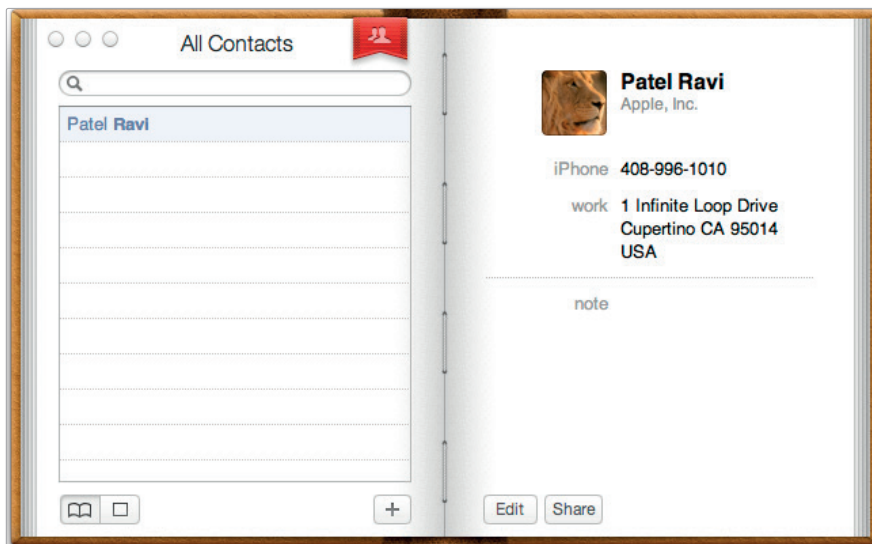 All Contacts
Patel Ravi
Patel Ravi
Apple, Inc.
iPhone 408-996-1010
work 1 Infinite Loop Drive
Cupertino CA 95014
USA
note
Edit Share